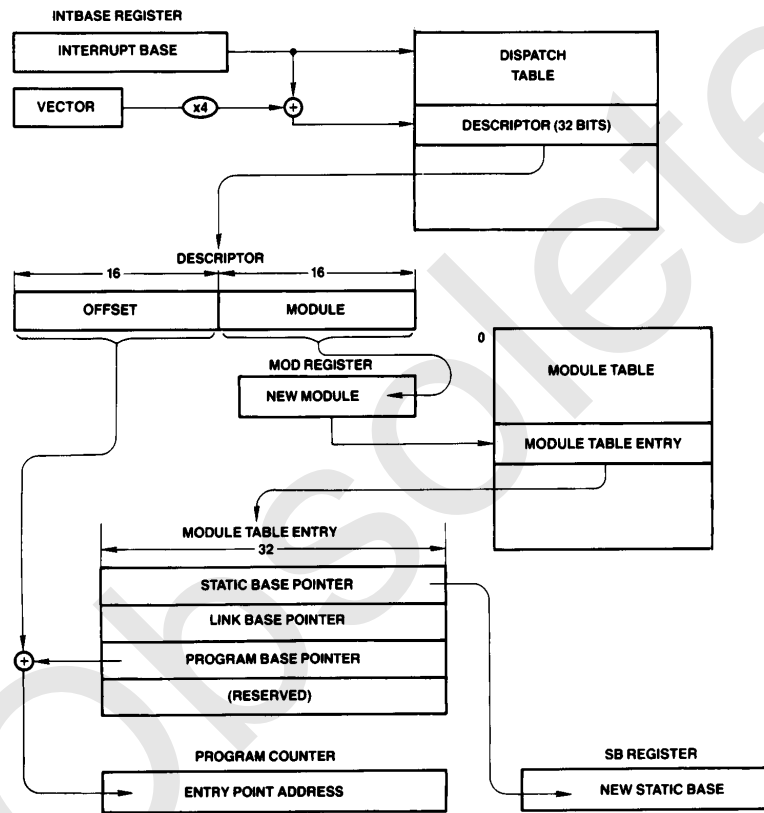 INTBASE REGISTER
INTERRUPT BASE
VECTOR
x4
+
DISPATCH
TABLE
DESCRIPTOR (32 BITS)
DESCRIPTOR
16
16
OFFSET
MODULE
MOD REGISTER
NEW MODULE
0
MODULE TABLE
MODULE TABLE ENTRY
MODULE TABLE ENTRY
32
STATIC BASE POINTER
LINK BASE POINTER
PROGRAM BASE POINTER
(RESERVED)
+
PROGRAM COUNTER
ENTRY POINT ADDRESS
SB REGISTER
NEW STATIC BASE
Obsolete